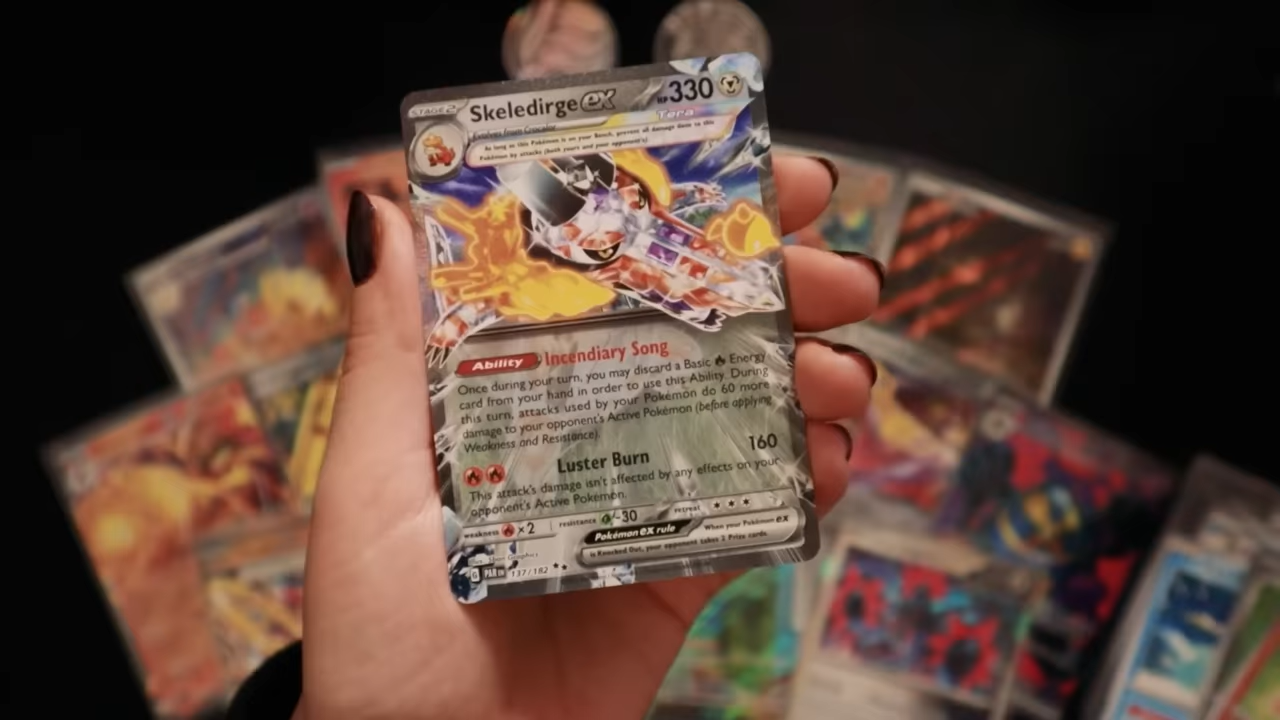 STAGE 2 Skeledirge ex HP 330
Tera
Evolves from Crocalor
As long as this Pokémon is on your Bench, prevent all damage done to this
Pokémon by attacks (both yours and your opponent's).
Ability Incendiary Song
Once during your turn, you may discard a Basic Energy
card from your hand in order to use this Ability. During
this turn, attacks used by your Pokémon do 60 more
damage to your opponent's Active Pokémon (before applying
Weakness and Resistance).
Luster Burn 160
This attack's damage isn't affected by any effects on your
opponent's Active Pokémon.
weakness ×2 resistance -30 retreat
Pokémon ex rule When your Pokémon ex
is Knocked Out, your opponent takes 2 Prize cards.
G PAR EN 137/182